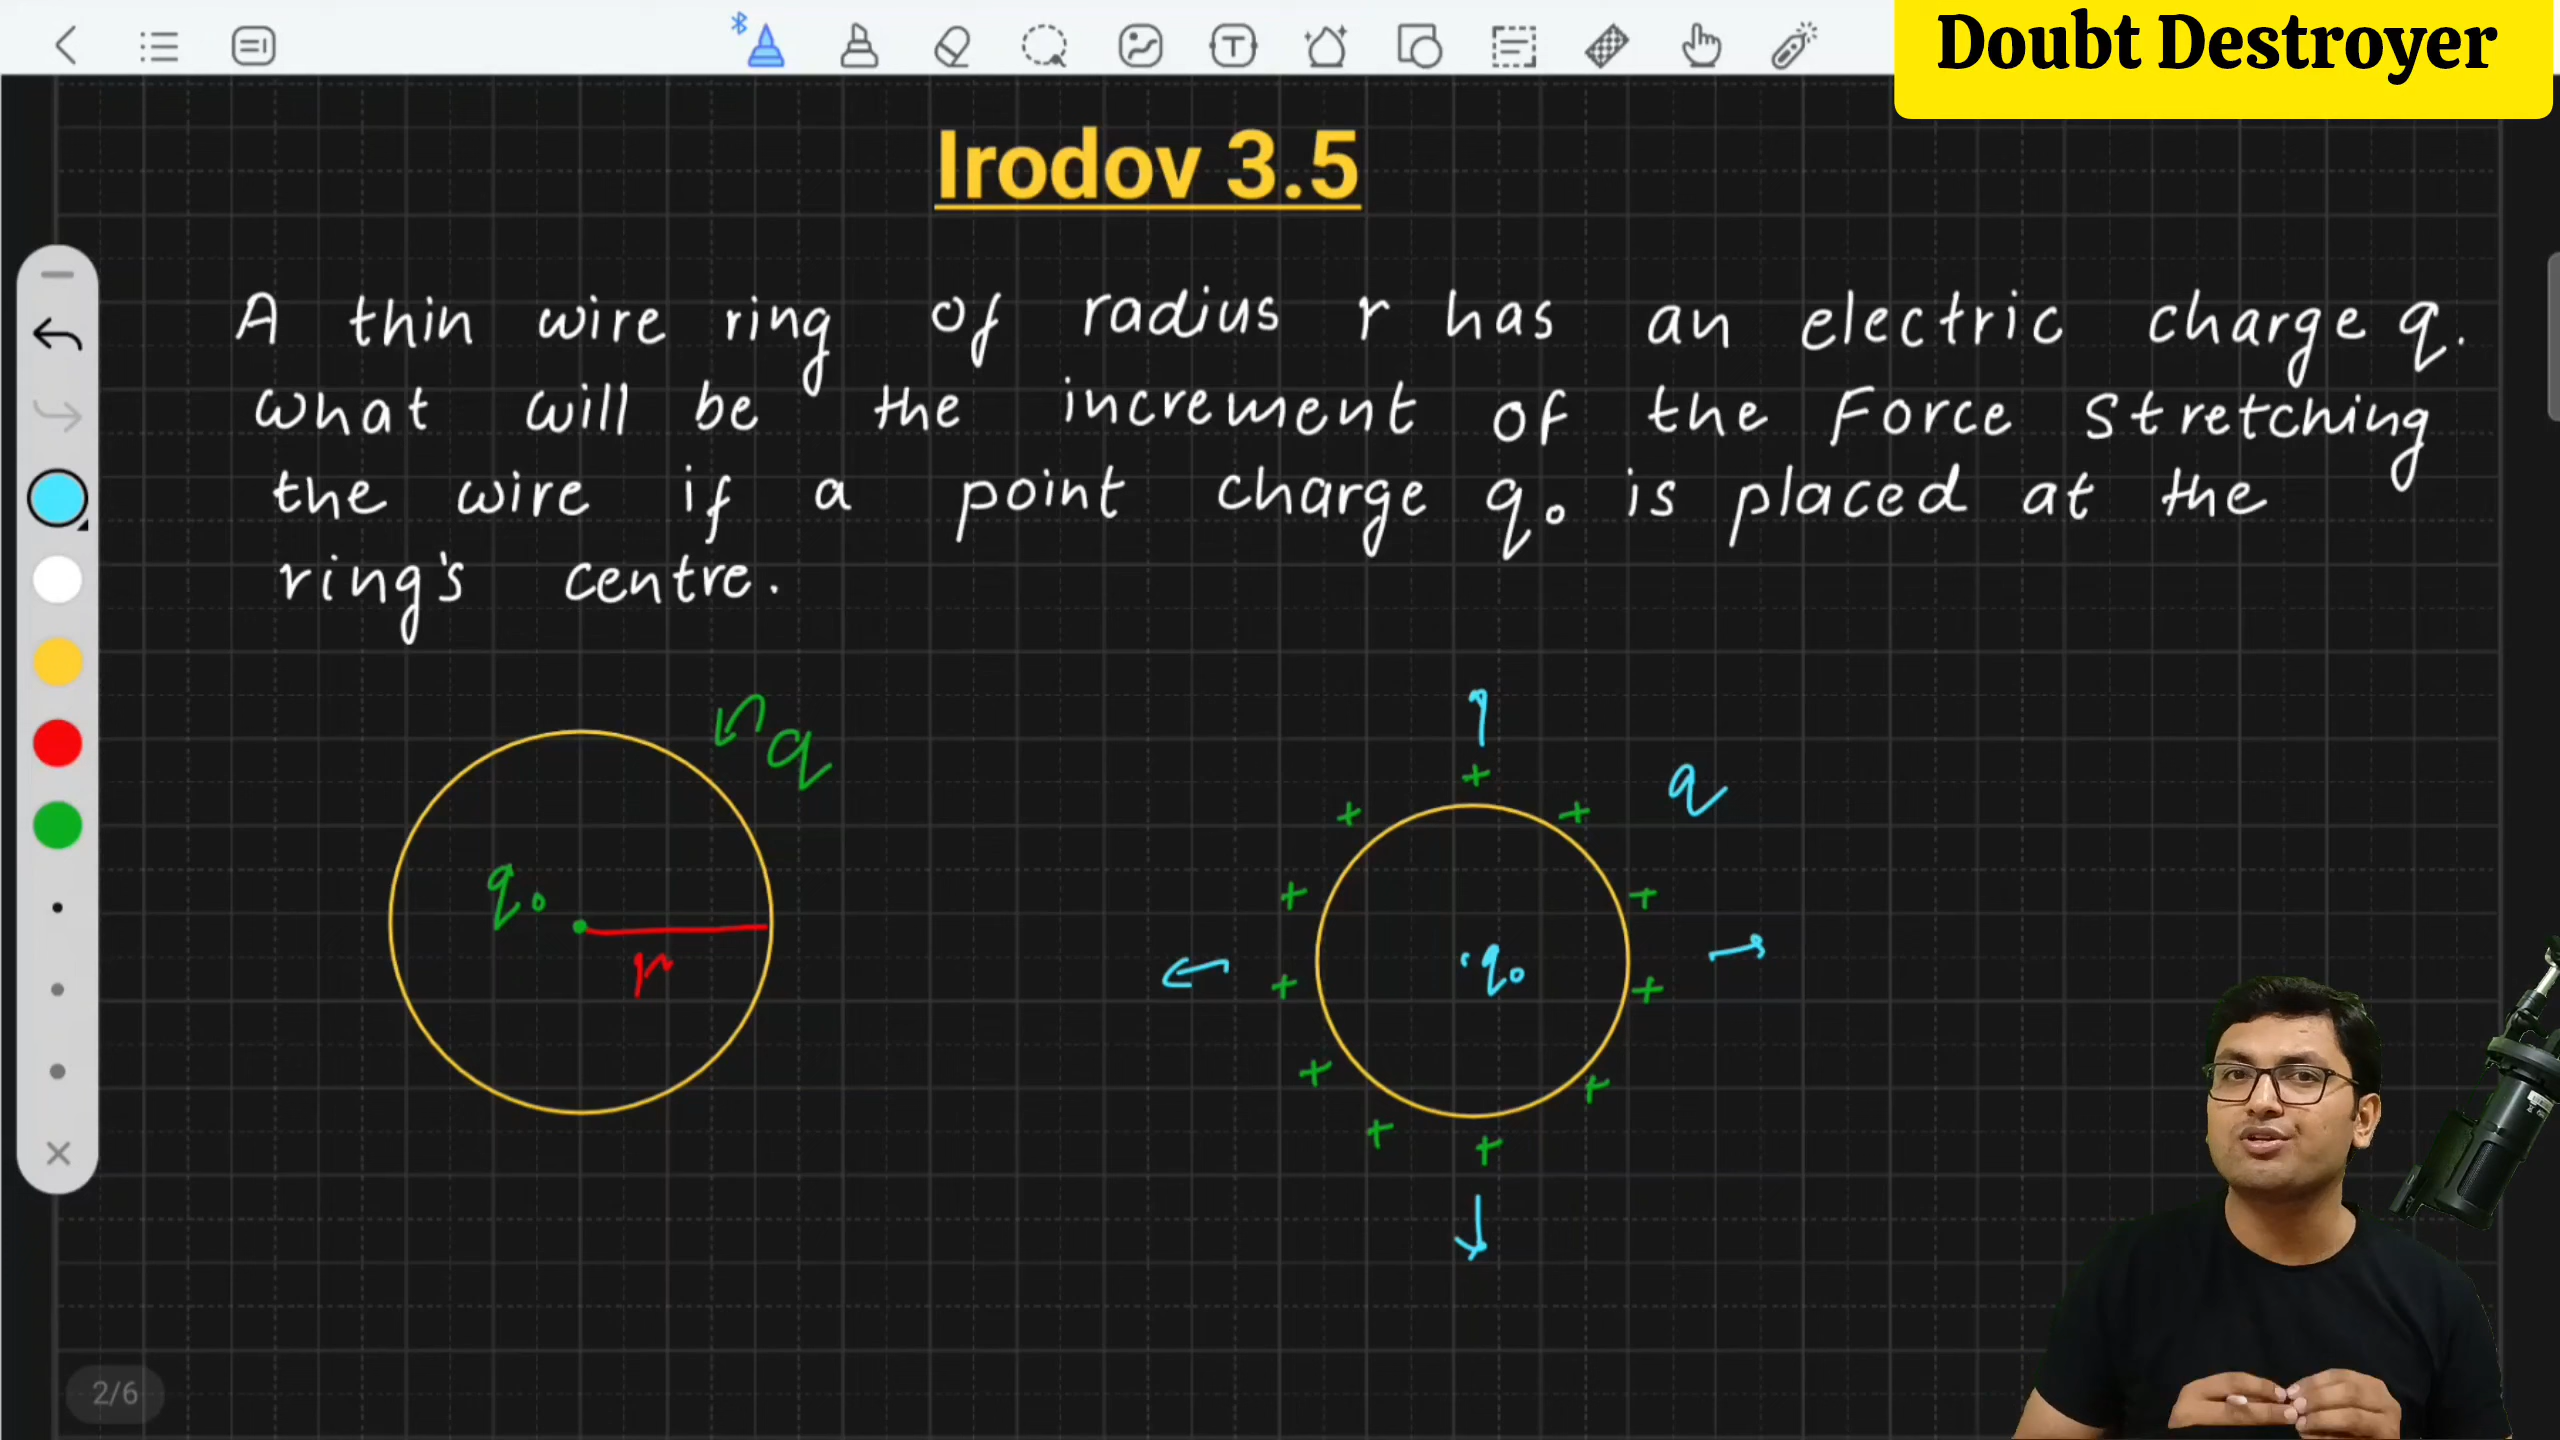 Doubt Destroyer
Irodov 3.5
A thin wire ring of radius r has an electric charge q.
what will be the increment of the Force stretching
the wire if a point charge q₀ is placed at the
ring's centre.
q
q
q₀
r
q₀
+
+
+
+
+
+
+
+
+
+
+
2/6